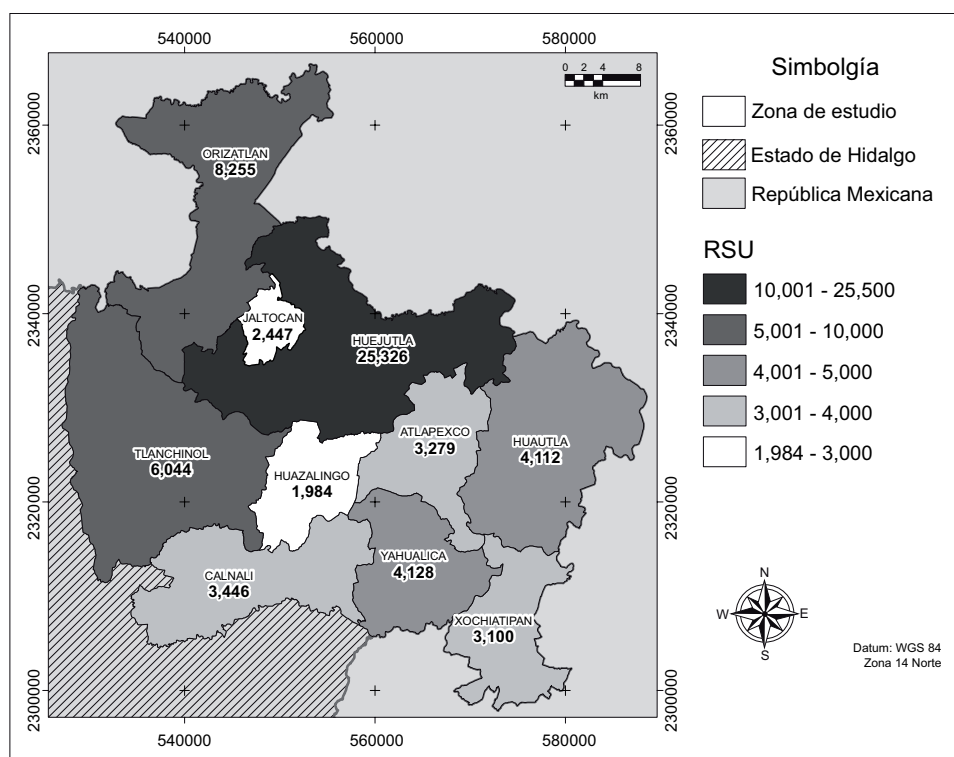 540000 560000 580000
0 2 4 8
km
2360000 2360000
ORIZATLAN
8,255
2340000 2340000
JALTOCAN
2,447
HUEJUTLA
25,326
ATLAPEXCO
3,279
HUAUTLA
4,112
TLANCHINOL
6,044
HUAZALINGO
1,984
2320000 2320000
YAHUALICA
4,128
CALNALI
3,446
XOCHIATIPAN
3,100
2300000 2300000
540000 560000 580000
Simbolgía
Zona de estudio
Estado de Hidalgo
República Mexicana
RSU
10,001 - 25,500
5,001 - 10,000
4,001 - 5,000
3,001 - 4,000
1,984 - 3,000
N
W E
S
Datum: WGS 84
Zona 14 Norte